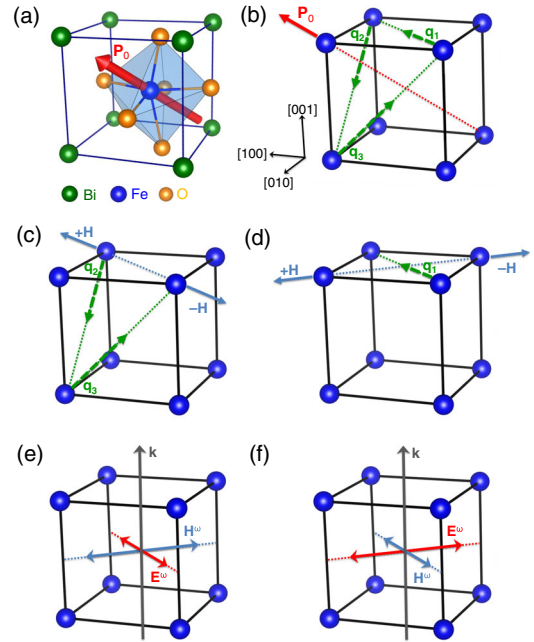 (a)
P0
Bi Fe O
(b)
P0
q2 q1
[001]
[100]
[010]
q3
(c)
+H
q2
–H
q3
(d)
+H
q1
–H
(e)
k
Hω
Eω
(f)
k
Eω
Hω